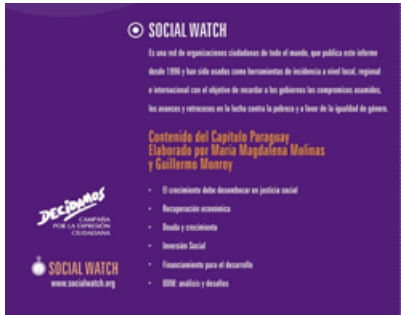 SOCIAL WATCH
Es una red de organizaciones ciudadanas de todo el mundo, que publica este informe
desde 1996 y han sido usados como herramientas de incidencia a nivel local, regional
e internacional con el objetivo de recordar a los gobiernos los compromisos asumidos,
los avances y retrocesos en la lucha contra la pobreza y a favor de la igualdad de género.
Contenido del Capítulo Paraguay
Elaborado por María Magdalena Molinas
y Guillermo Monroy
- El crecimiento debe desembocar en justicia social
- Recuperación económica
- Deuda y crecimiento
- Inversión Social
- Financiamiento para el desarrollo
- ODM: análisis y desafíos
DECIDAMOS
CAMPAÑA
POR LA EXPRESIÓN
CIUDADANA
SOCIAL WATCH
www.socialwatch.org